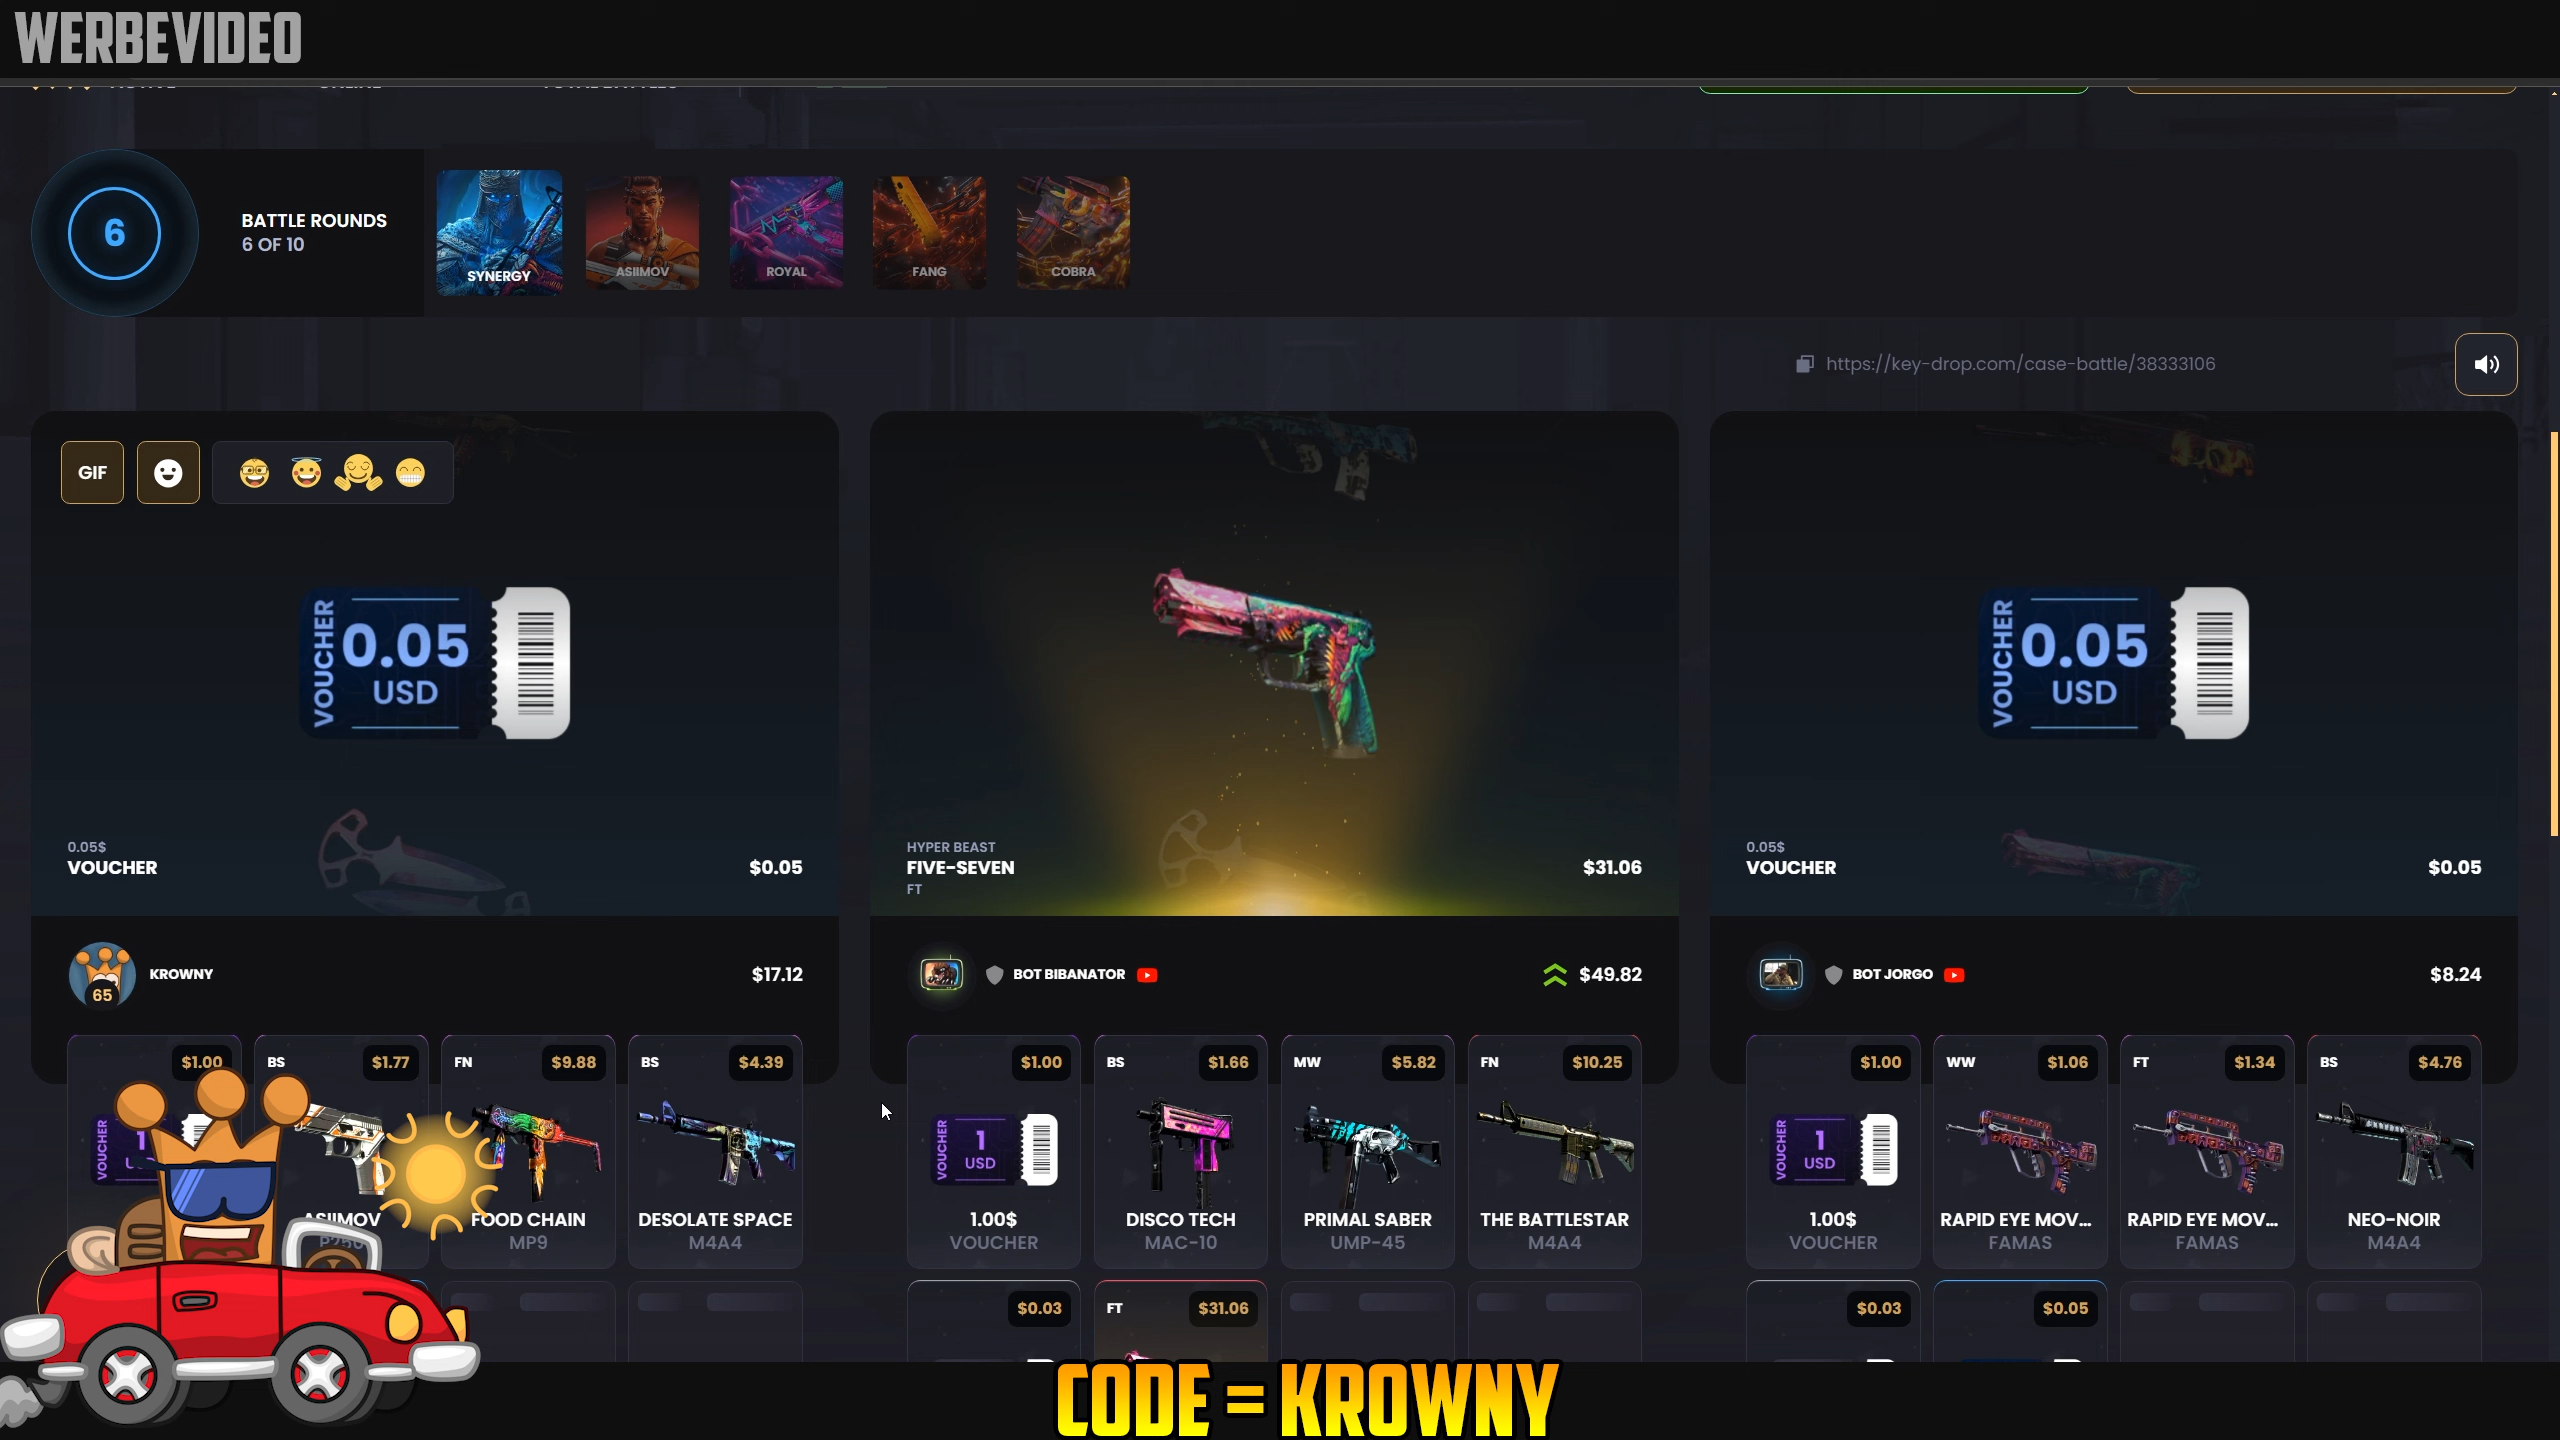 WERBEVIDEO
6
BATTLE ROUNDS
6 OF 10
SYNERGY
ASIIMOV
ROYAL
FANG
COBRA
https://key-drop.com/case-battle/38333106
GIF
VOUCHER
0.05
USD
0.05$
VOUCHER
$0.05
HYPER BEAST
FIVE-SEVEN
FT
$31.06
VOUCHER
0.05
USD
0.05$
VOUCHER
$0.05
65
KROWNY
$17.12
BOT BIBANATOR
$49.82
BOT JORGO
$8.24
$1.00
VOUCHER
1
BS
$1.77
ASIIMOV
P250
FN
$9.88
FOOD CHAIN
MP9
BS
$4.39
DESOLATE SPACE
M4A4
$1.00
VOUCHER
1
USD
1.00$
VOUCHER
BS
$1.66
DISCO TECH
MAC-10
MW
$5.82
PRIMAL SABER
UMP-45
FN
$10.25
THE BATTLESTAR
M4A4
$1.00
VOUCHER
1
USD
1.00$
VOUCHER
WW
$1.06
RAPID EYE MOV...
FAMAS
FT
$1.34
RAPID EYE MOV...
FAMAS
BS
$4.76
NEO-NOIR
M4A4
$0.03
FT
$31.06
$0.03
$0.05
CODE = KROWNY